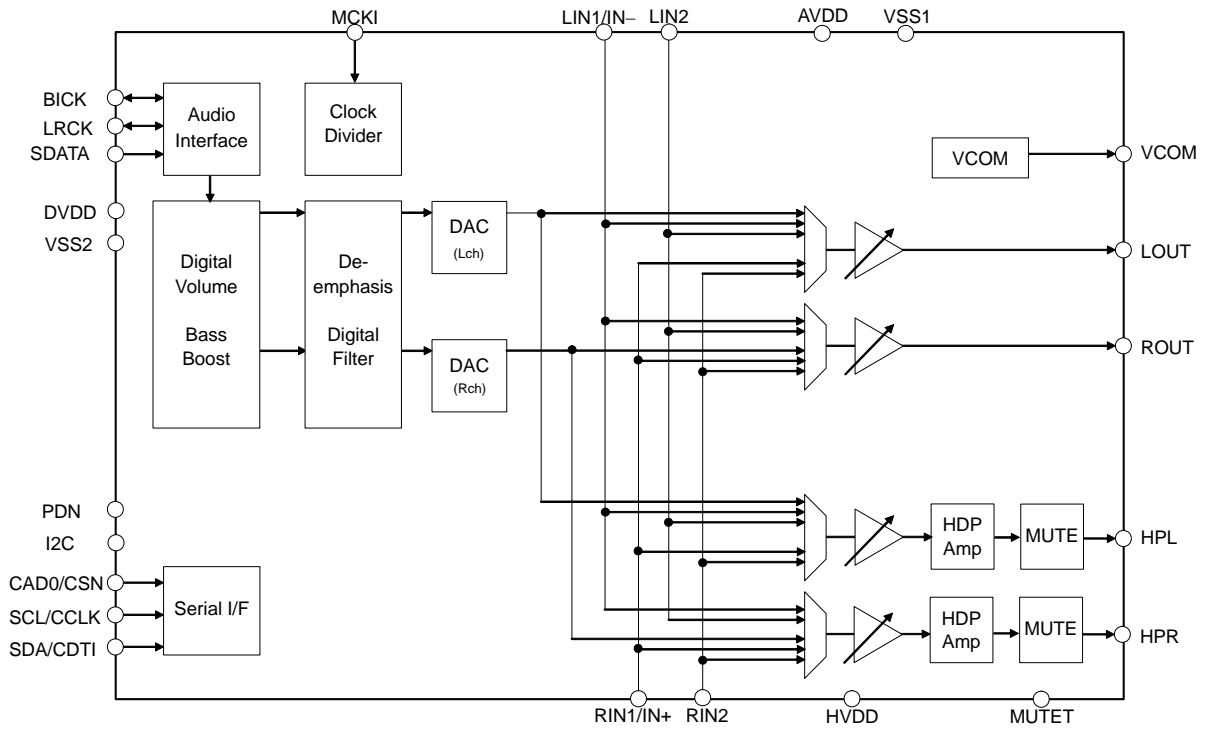 MCKI
LIN1/IN−
LIN2
AVDD
VSS1
BICK
LRCK
SDATA
Audio
Interface
Clock
Divider
VCOM
VCOM
DVDD
VSS2
Digital
Volume
Bass
Boost
De-
emphasis
Digital
Filter
DAC
(Lch)
DAC
(Rch)
LOUT
ROUT
PDN
I2C
CAD0/CSN
SCL/CCLK
SDA/CDTI
Serial I/F
HDP
Amp
MUTE
HPL
HDP
Amp
MUTE
HPR
RIN1/IN+
RIN2
HVDD
MUTET